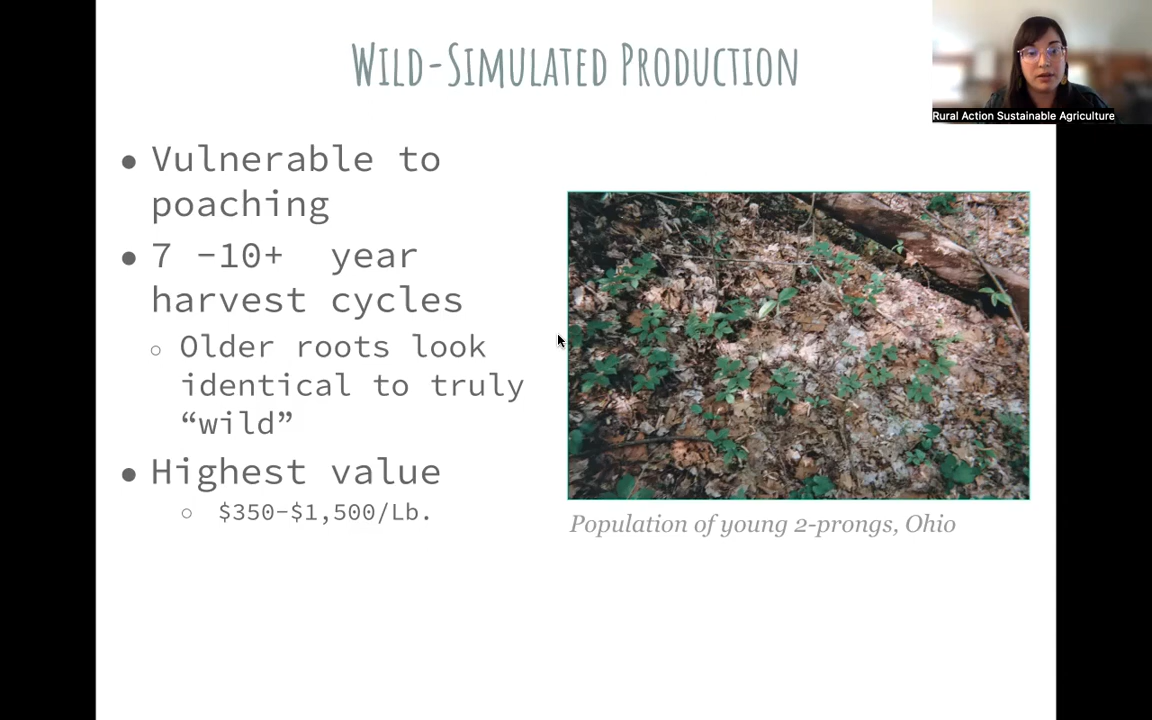 Wild-Simulated Production
Rural Action Sustainable Agriculture
● Vulnerable to
poaching
● 7 -10+ year
harvest cycles
○ Older roots look
identical to truly
“wild”
● Highest value
○ $350-$1,500/Lb.
Population of young 2-prongs, Ohio